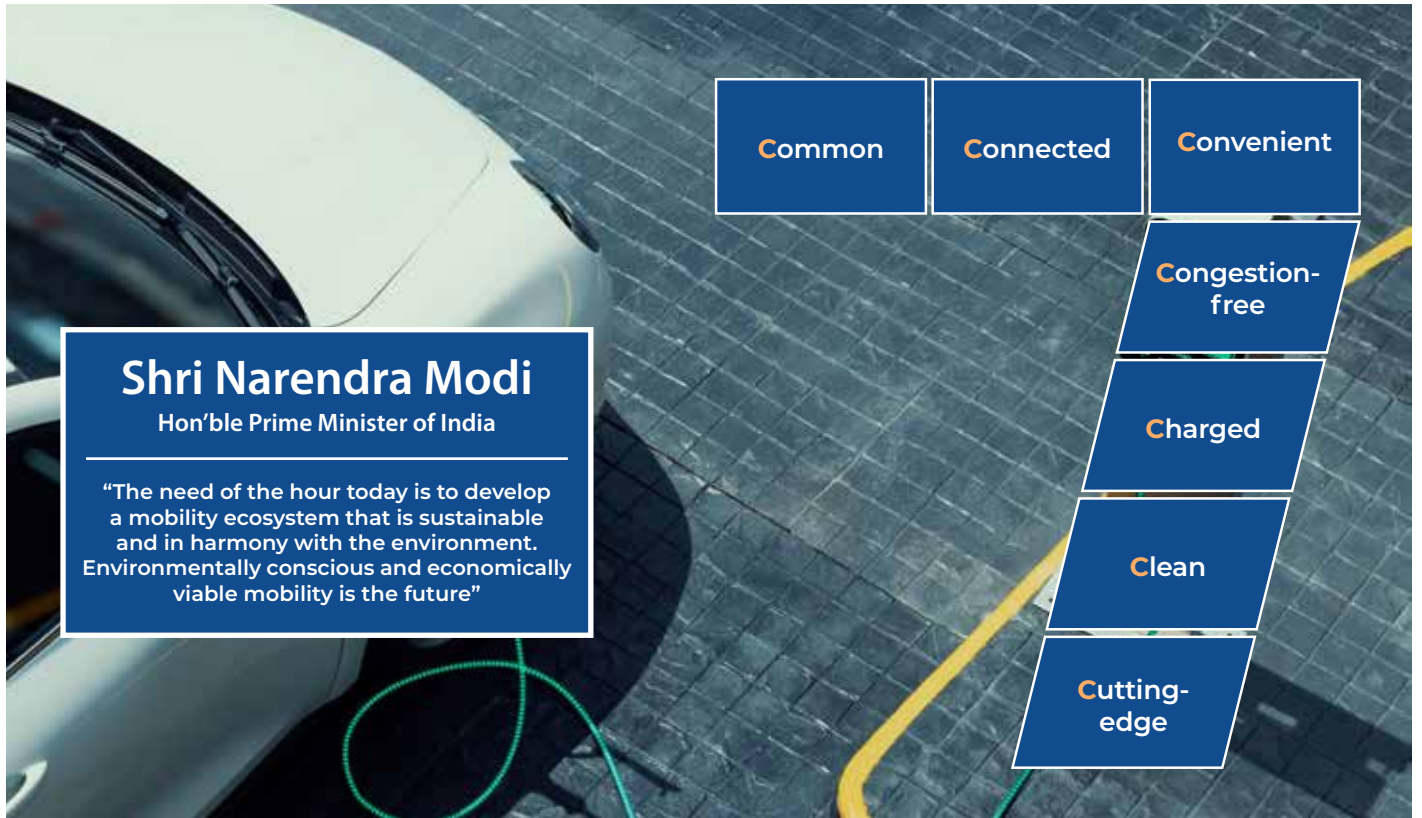 Common
Connected
Convenient
Congestion-
free
Charged
Clean
Cutting-
edge
Shri Narendra Modi
Hon’ble Prime Minister of India
“The need of the hour today is to develop
a mobility ecosystem that is sustainable
and in harmony with the environment.
Environmentally conscious and economically
viable mobility is the future”